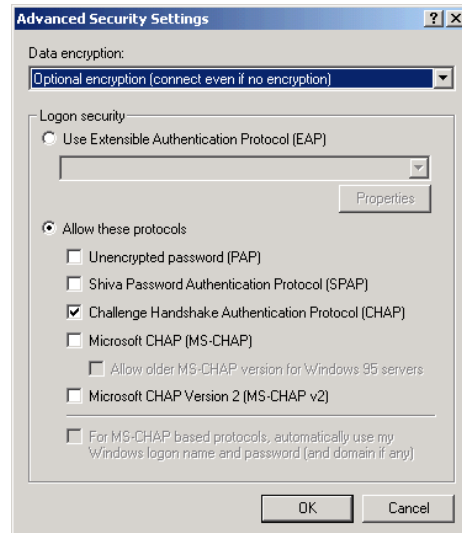 Advanced Security Settings
Data encryption:
Optional encryption (connect even if no encryption)
Logon security
Use Extensible Authentication Protocol (EAP)
Properties
Allow these protocols
Unencrypted password (PAP)
Shiva Password Authentication Protocol (SPAP)
Challenge Handshake Authentication Protocol (CHAP)
Microsoft CHAP (MS-CHAP)
Allow older MS-CHAP version for Windows 95 servers
Microsoft CHAP Version 2 (MS-CHAP v2)
For MS-CHAP based protocols, automatically use my
Windows logon name and password (and domain if any)
OK Cancel